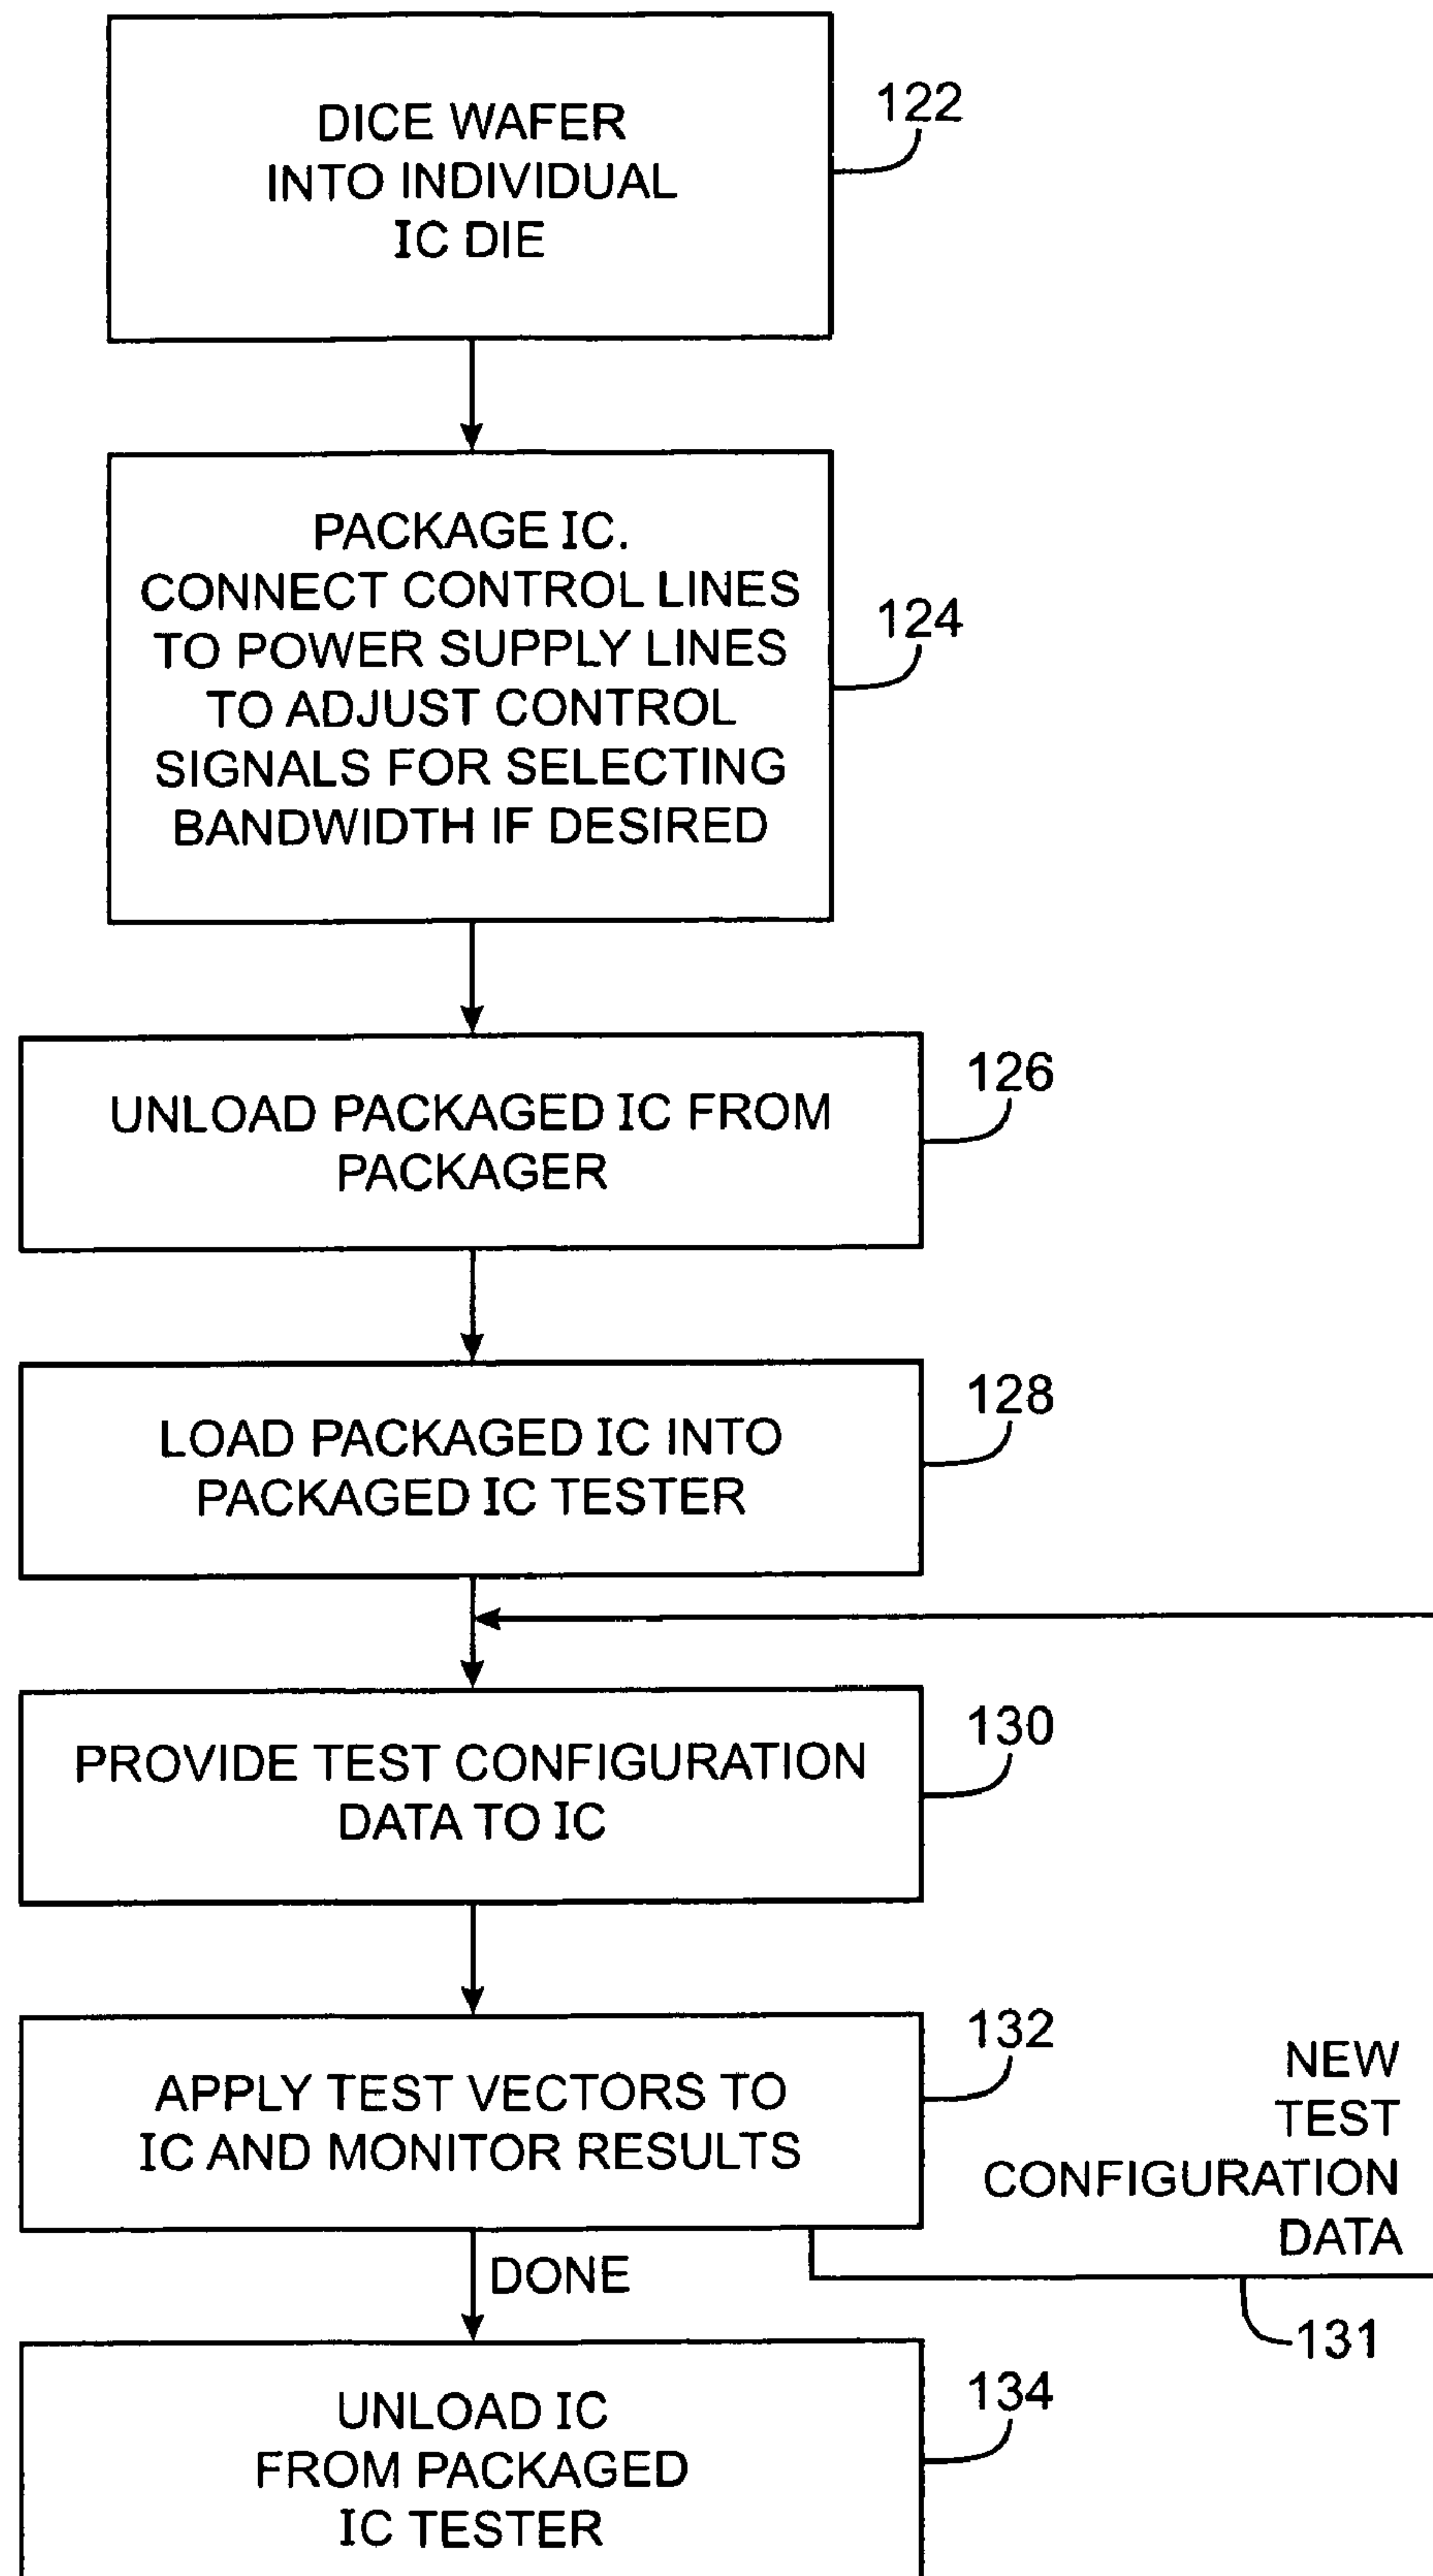 DICE WAFER
INTO INDIVIDUAL
IC DIE
122
PACKAGE IC.
CONNECT CONTROL LINES
TO POWER SUPPLY LINES
TO ADJUST CONTROL
SIGNALS FOR SELECTING
BANDWIDTH IF DESIRED
124
UNLOAD PACKAGED IC FROM
PACKAGER
126
LOAD PACKAGED IC INTO
PACKAGED IC TESTER
128
PROVIDE TEST CONFIGURATION
DATA TO IC
130
APPLY TEST VECTORS TO
IC AND MONITOR RESULTS
132
NEW
TEST
CONFIGURATION
DATA
131
DONE
UNLOAD IC
FROM PACKAGED
IC TESTER
134